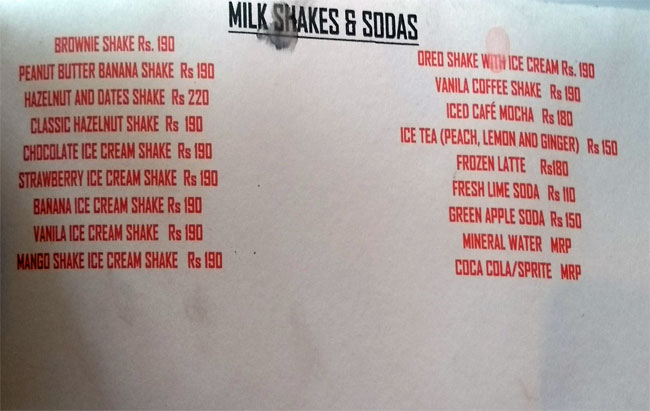 MILK SHAKES & SODAS
BROWNIE SHAKE Rs. 190
PEANUT BUTTER BANANA SHAKE Rs 190
HAZELNUT AND DATES SHAKE Rs 220
CLASSIC HAZELNUT SHAKE Rs 190
CHOCOLATE ICE CREAM SHAKE Rs 190
STRAWBERRY ICE CREAM SHAKE Rs 190
BANANA ICE CREAM SHAKE Rs 190
VANILA ICE CREAM SHAKE Rs 190
MANGO SHAKE ICE CREAM SHAKE Rs 190
OREO SHAKE WITH ICE CREAM Rs. 190
VANILA COFFEE SHAKE Rs 190
ICED CAFÉ MOCHA Rs 180
ICE TEA (PEACH, LEMON AND GINGER) Rs 150
FROZEN LATTE Rs180
FRESH LIME SODA Rs 110
GREEN APPLE SODA Rs 150
MINERAL WATER MRP
COCA COLA/SPRITE MRP